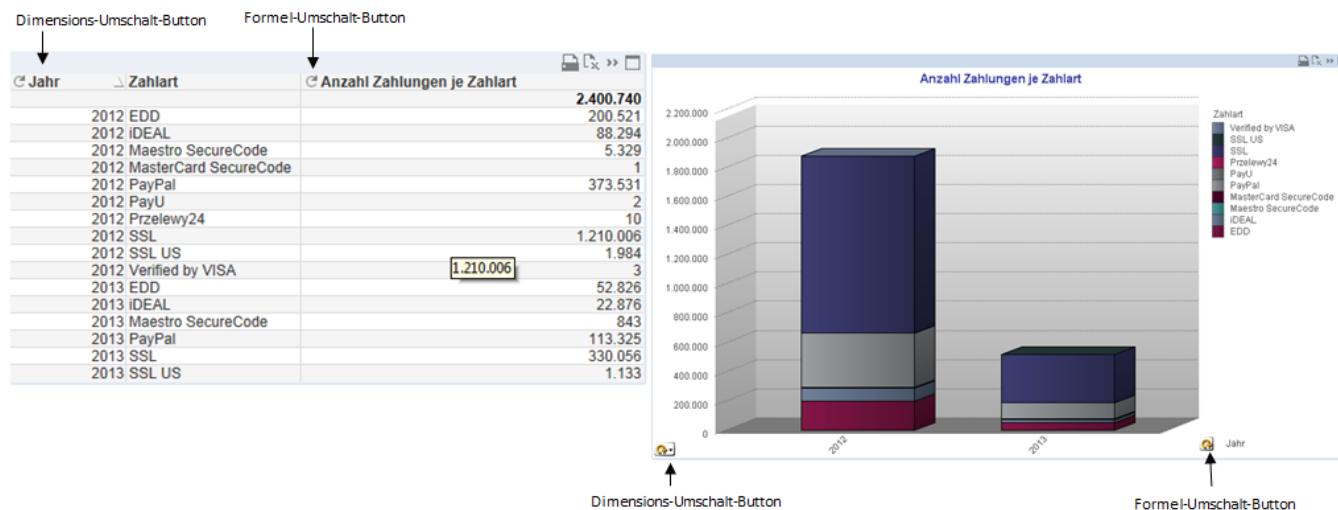 Dimensions-Umschalt-Button
Formel-Umschalt-Button
Jahr Zahlart Anzahl Zahlungen je Zahlart
2.400.740
2012 EDD 200.521
2012 iDEAL 88.294
2012 Maestro SecureCode 5.329
2012 MasterCard SecureCode 1
2012 PayPal 373.531
2012 PayU 2
2012 Przelewy24 10
2012 SSL 1.210.006
2012 SSL US 1.984
2012 Verified by VISA 3
1.210.006
2013 EDD 52.826
2013 iDEAL 22.876
2013 Maestro SecureCode 843
2013 PayPal 113.325
2013 SSL 330.056
2013 SSL US 1.133
Anzahl Zahlungen je Zahlart
2.200.000
2.000.000
1.800.000
1.600.000
1.400.000
1.200.000
1.000.000
800.000
600.000
400.000
200.000
0
2012
2013
Jahr
Zahlart
Verified by VISA
SSL US
SSL
Przelewy24
PayU
PayPal
MasterCard SecureCode
Maestro SecureCode
iDEAL
EDD
Dimensions-Umschalt-Button
Formel-Umschalt-Button